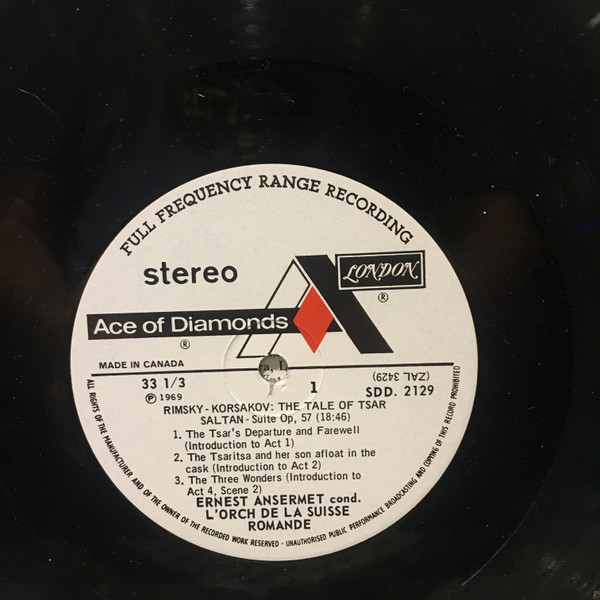 FULL FREQUENCY RANGE RECORDING
stereo
LONDON
®
Ace of Diamonds
®
MADE IN CANADA
33 1/3
1
(ZAL 3429)
SDD. 2129
℗ 1969
RIMSKY-KORSAKOV: THE TALE OF TSAR
SALTAN - Suite Op, 57 (18:46)
1. The Tsar's Departure and Farewell
(Introduction to Act 1)
2. The Tsaritsa and her son afloat in the
cask (Introduction to Act 2)
3. The Three Wonders (Introduction to
Act 4, Scene 2)
ERNEST ANSERMET cond.
L'ORCH DE LA SUISSE
ROMANDE
ALL RIGHTS OF THE MANUFACTURER AND OF THE OWNER OF THE RECORDED WORK RESERVED · UNAUTHORISED PUBLIC PERFORMANCE BROADCASTING AND COPYING OF THIS RECORD PROHIBITED